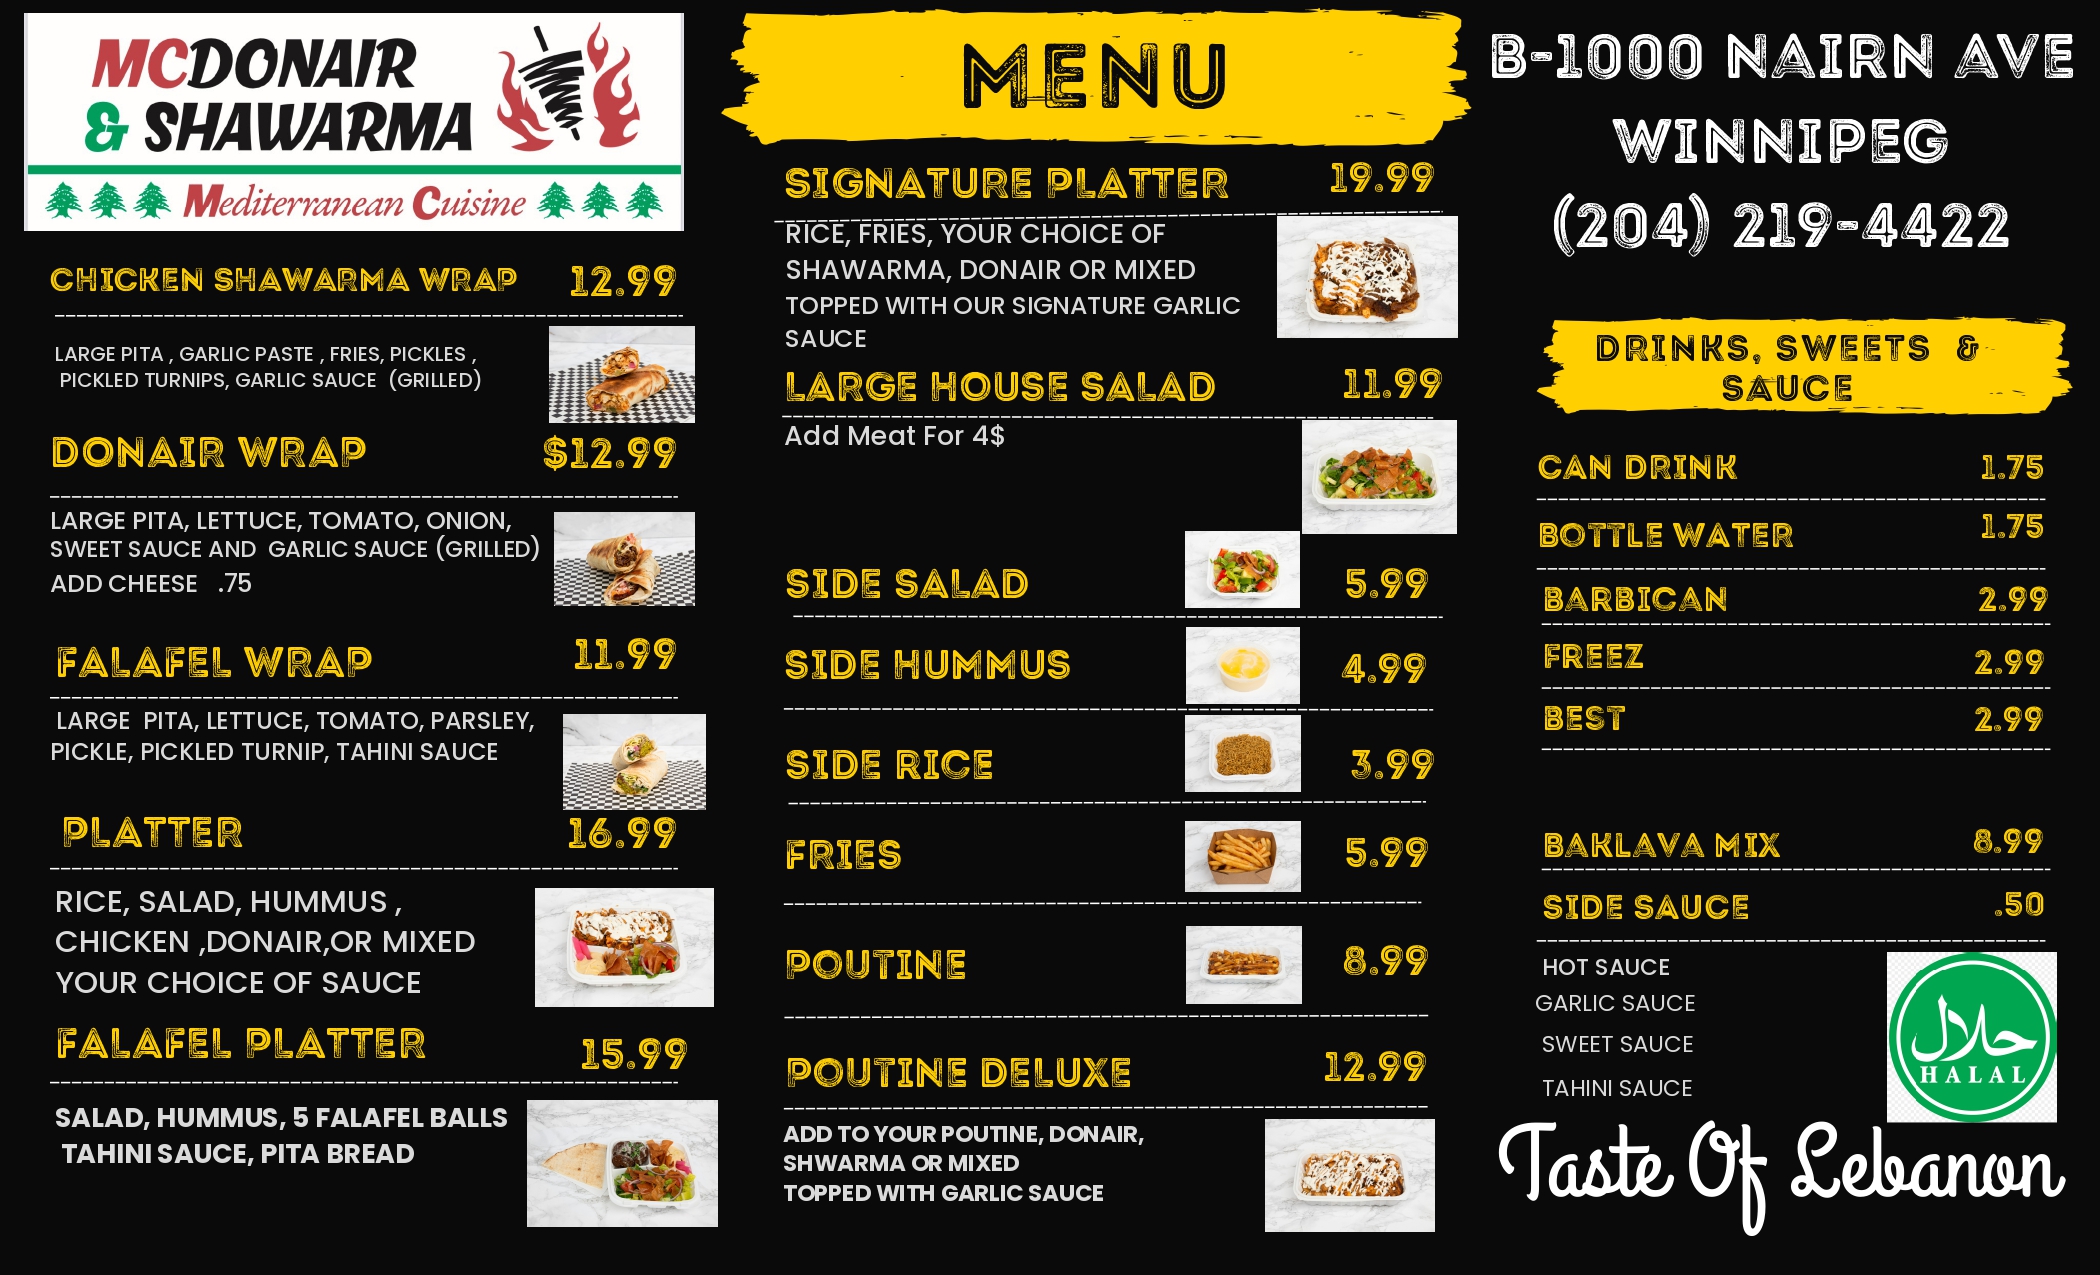 MCDONAIR
& SHAWARMA
Mediterranean Cuisine
CHICKEN SHAWARMA WRAP 12.99
LARGE PITA , GARLIC PASTE , FRIES, PICKLES ,
PICKLED TURNIPS, GARLIC SAUCE (GRILLED)
DONAIR WRAP $12.99
LARGE PITA, LETTUCE, TOMATO, ONION,
SWEET SAUCE AND GARLIC SAUCE (GRILLED)
ADD CHEESE .75
FALAFEL WRAP 11.99
LARGE PITA, LETTUCE, TOMATO, PARSLEY,
PICKLE, PICKLED TURNIP, TAHINI SAUCE
PLATTER 16.99
RICE, SALAD, HUMMUS ,
CHICKEN ,DONAIR,OR MIXED
YOUR CHOICE OF SAUCE
FALAFEL PLATTER 15.99
SALAD, HUMMUS, 5 FALAFEL BALLS
TAHINI SAUCE, PITA BREAD
MENU
SIGNATURE PLATTER 19.99
RICE, FRIES, YOUR CHOICE OF
SHAWARMA, DONAIR OR MIXED
TOPPED WITH OUR SIGNATURE GARLIC
SAUCE
LARGE HOUSE SALAD 11.99
Add Meat For 4$
SIDE SALAD 5.99
SIDE HUMMUS 4.99
SIDE RICE 3.99
FRIES 5.99
POUTINE 8.99
POUTINE DELUXE 12.99
ADD TO YOUR POUTINE, DONAIR,
SHWARMA OR MIXED
TOPPED WITH GARLIC SAUCE
B-1000 NAIRN AVE
WINNIPEG
(204) 219-4422
DRINKS, SWEETS &
SAUCE
CAN DRINK 1.75
BOTTLE WATER 1.75
BARBICAN 2.99
FREEZ 2.99
BEST 2.99
BAKLAVA MIX 8.99
SIDE SAUCE .50
HOT SAUCE
GARLIC SAUCE
SWEET SAUCE
TAHINI SAUCE
حلال
HALAL
Taste Of Lebanon